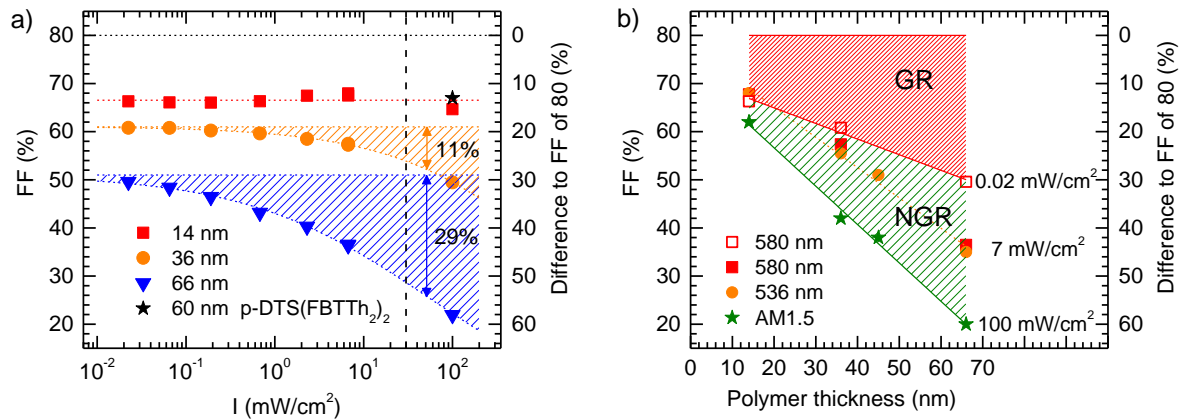 a)
80
70
60
50
40
30
20
FF (%)
10⁻² 10⁻¹ 10⁰ 10¹ 10²
I (mW/cm²)
0
10
20
30
40
50
60
Difference to FF of 80 (%)
11%
29%
14 nm
36 nm
66 nm
60 nm p-DTS(FBTTh₂)₂
b)
80
70
60
50
40
30
20
FF (%)
0 10 20 30 40 50 60 70
Polymer thickness (nm)
0
10
20
30
40
50
60
Difference to FF of 80 (%)
GR
NGR
0.02 mW/cm²
7 mW/cm²
100 mW/cm²
580 nm
580 nm
536 nm
AM1.5